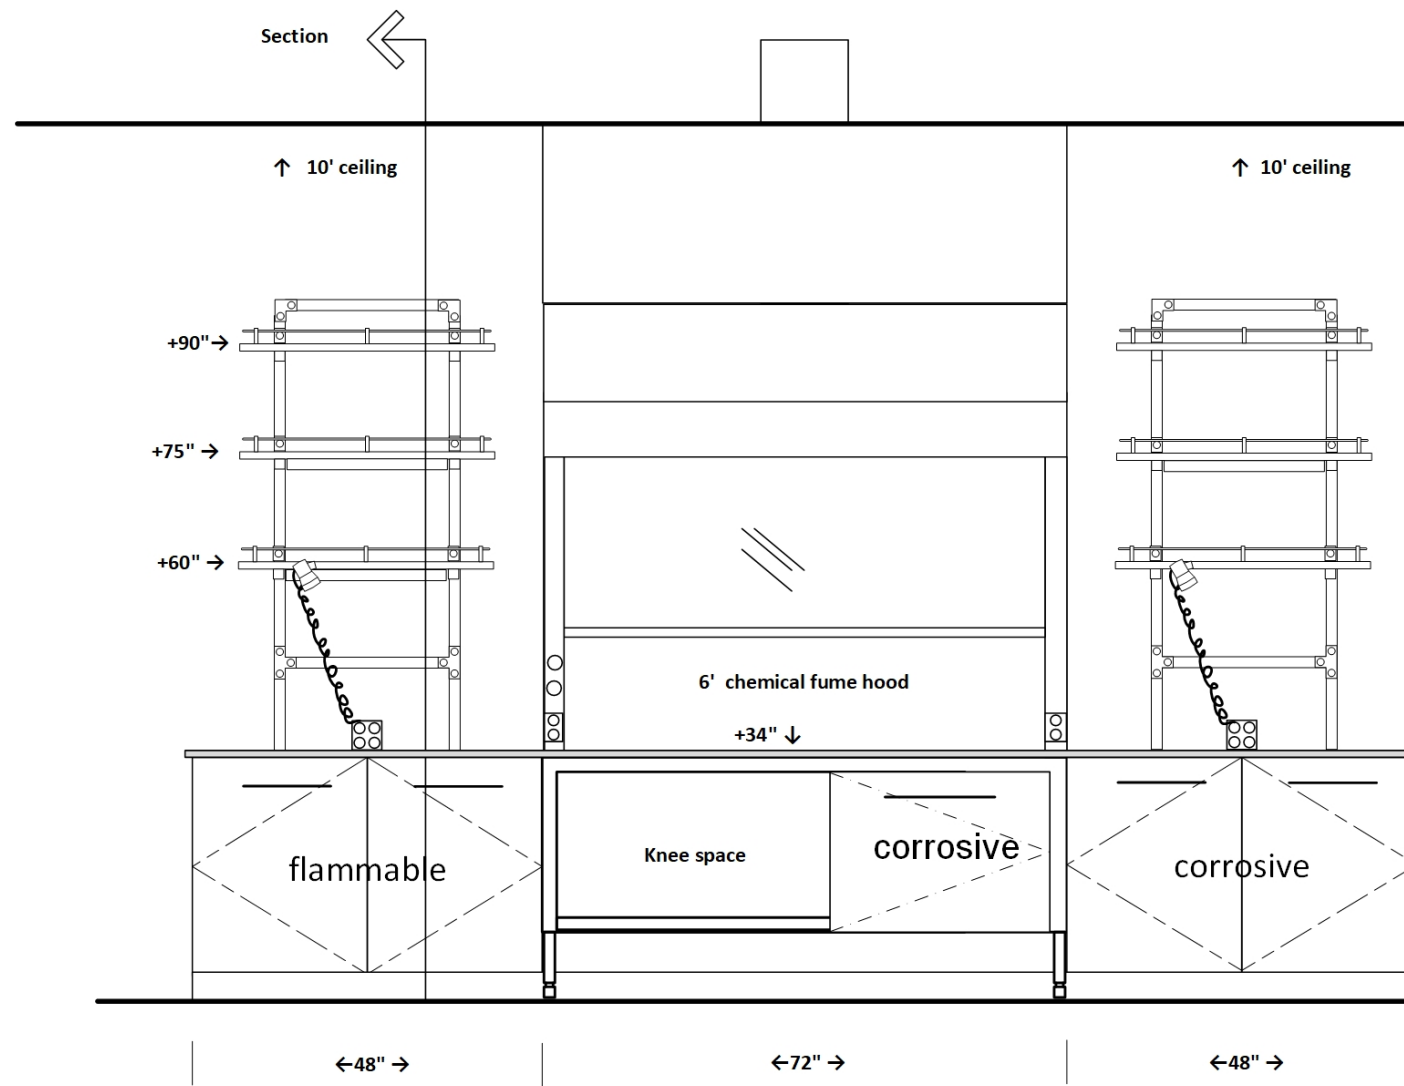 Section
↑ 10' ceiling
↑ 10' ceiling
+90"→
+75" →
+60" →
6' chemical fume hood
+34" ↓
flammable
Knee space
corrosive
corrosive
←48" →
←72" →
←48" →